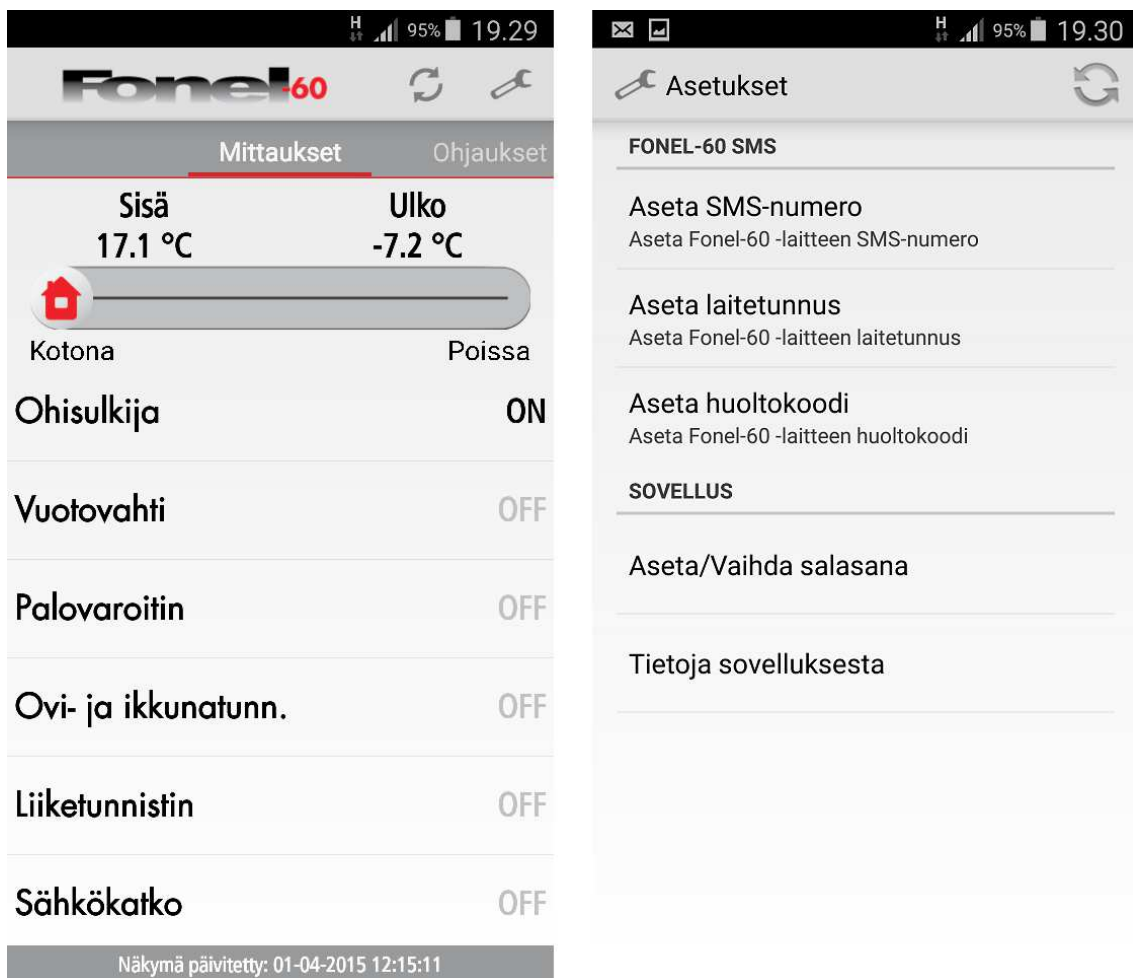 H 95% 19.29
Fonel-60
Mittaukset Ohjaukset
Sisä Ulko
17.1 °C -7.2 °C
Kotona Poissa
Ohisulkija ON
Vuotovahti OFF
Palovaroitin OFF
Ovi- ja ikkunatunn. OFF
Liiketunnistin OFF
Sähkökatko OFF
Näkymä päivitetty: 01-04-2015 12:15:11
H 95% 19.30
Asetukset
FONEL-60 SMS
Aseta SMS-numero
Aseta Fonel-60 -laitteen SMS-numero
Aseta laitetunnus
Aseta Fonel-60 -laitteen laitetunnus
Aseta huoltokoodi
Aseta Fonel-60 -laitteen huoltokoodi
SOVELLUS
Aseta/Vaihda salasana
Tietoja sovelluksesta